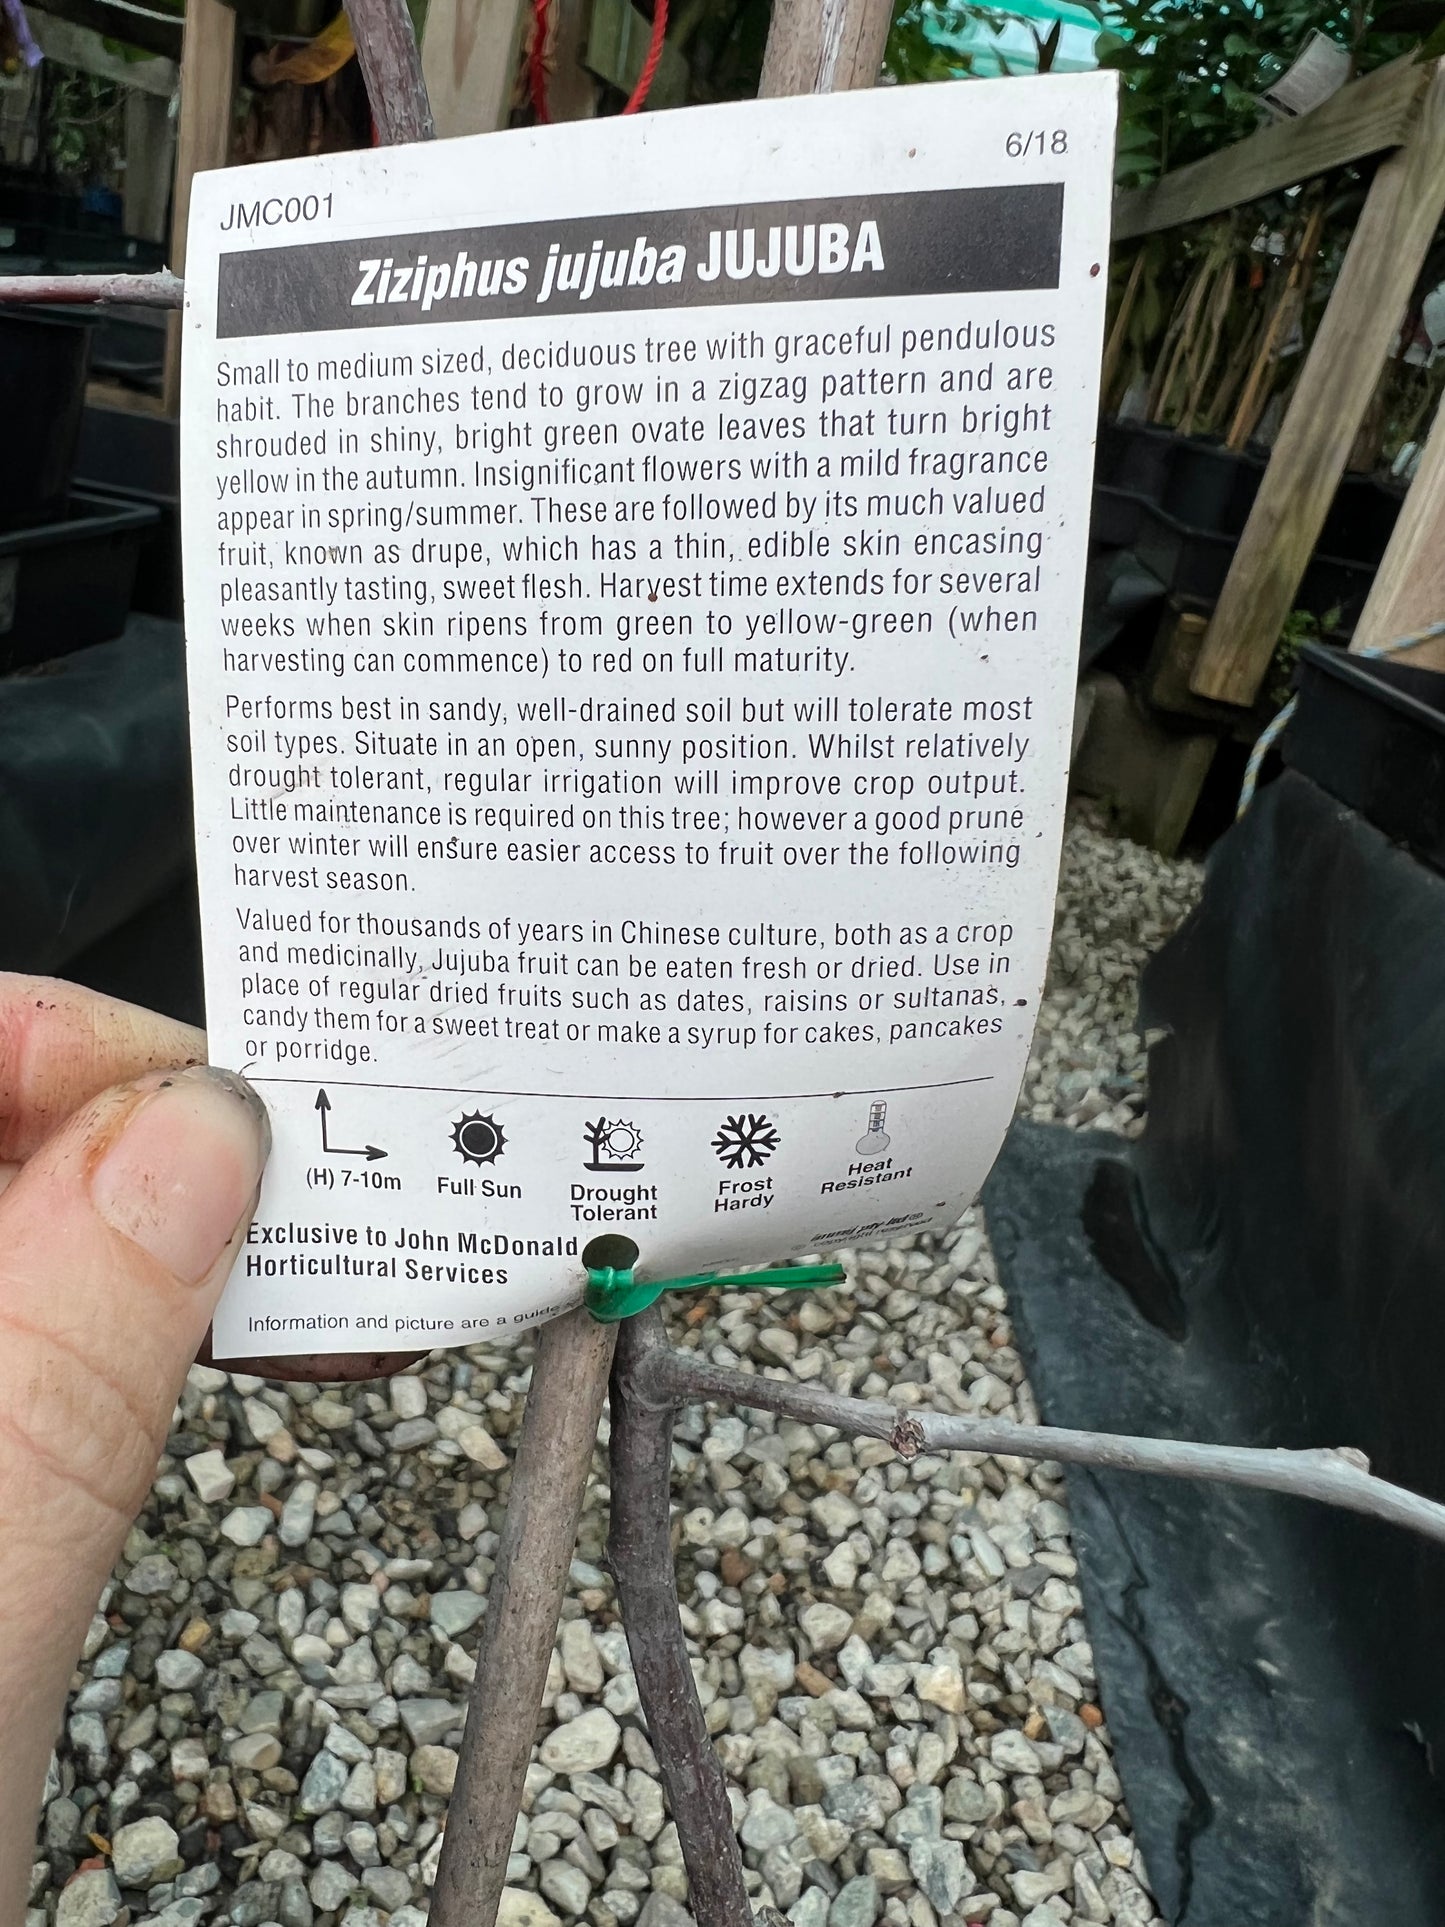 6/18
JMC001
Ziziphus jujuba JUJUBA
Small to medium sized, deciduous tree with graceful pendulous
habit. The branches tend to grow in a zigzag pattern and are
shrouded in shiny, bright green ovate leaves that turn bright
yellow in the autumn. Insignificant flowers with a mild fragrance
appear in spring/summer. These are followed by its much valued
fruit, known as drupe, which has a thin, edible skin encasing
pleasantly tasting, sweet flesh. Harvest time extends for several
weeks when skin ripens from green to yellow-green (when
harvesting can commence) to red on full maturity.
Performs best in sandy, well-drained soil but will tolerate most
soil types. Situate in an open, sunny position. Whilst relatively
drought tolerant, regular irrigation will improve crop output.
Little maintenance is required on this tree; however a good prune
over winter will ensure easier access to fruit over the following
harvest season.
Valued for thousands of years in Chinese culture, both as a crop
and medicinally, Jujuba fruit can be eaten fresh or dried. Use in
place of regular dried fruits such as dates, raisins or sultanas,
candy them for a sweet treat or make a syrup for cakes, pancakes
or porridge.
(H) 7-10m
Full Sun
Drought
Tolerant
Frost
Hardy
Heat
Resistant
Exclusive to John McDonald
Horticultural Services
© copyright reserved
Information and picture are a guide